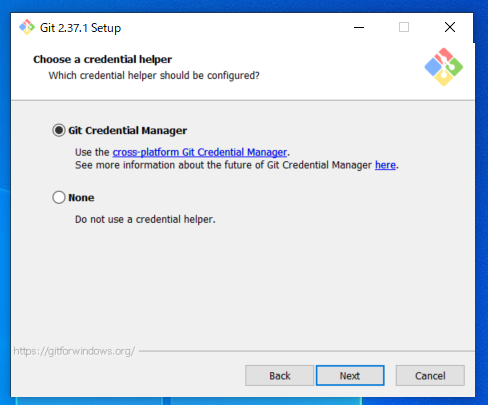 Git 2.37.1 Setup
Choose a credential helper
Which credential helper should be configured?
Git Credential Manager
Use the cross-platform Git Credential Manager.
See more information about the future of Git Credential Manager here.
None
Do not use a credential helper.
https://gitforwindows.org/
Back Next Cancel